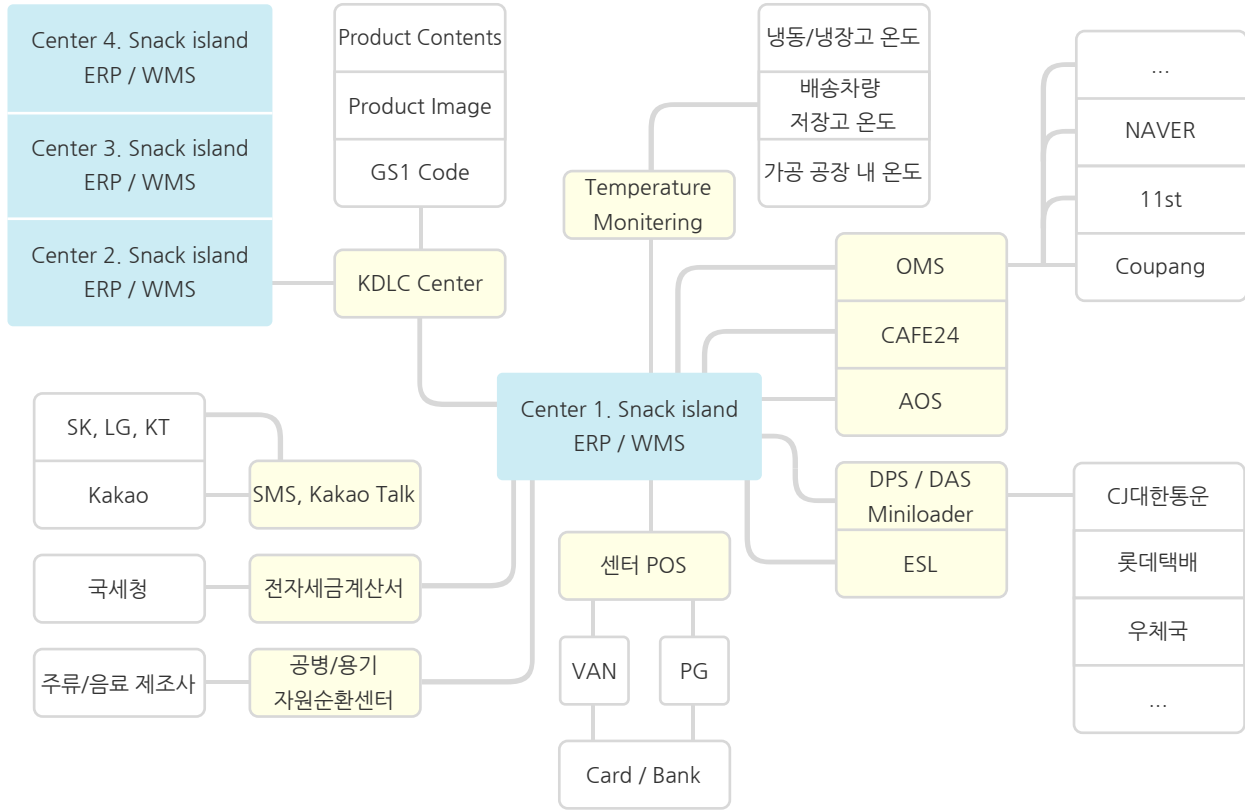 Center 4. Snack island
ERP / WMS
Center 3. Snack island
ERP / WMS
Center 2. Snack island
ERP / WMS
Product Contents
Product Image
GS1 Code
KDLC Center
Temperature
Monitering
냉동/냉장고 온도
배송차량
저장고 온도
가공 공장 내 온도
OMS
CAFE24
AOS
...
NAVER
11st
Coupang
Center 1. Snack island
ERP / WMS
SK, LG, KT
Kakao
SMS, Kakao Talk
국세청
전자세금계산서
주류/음료 제조사
공병/용기
자원순환센터
센터 POS
VAN
PG
Card / Bank
DPS / DAS
Miniloader
ESL
CJ대한통운
롯데택배
우체국
...